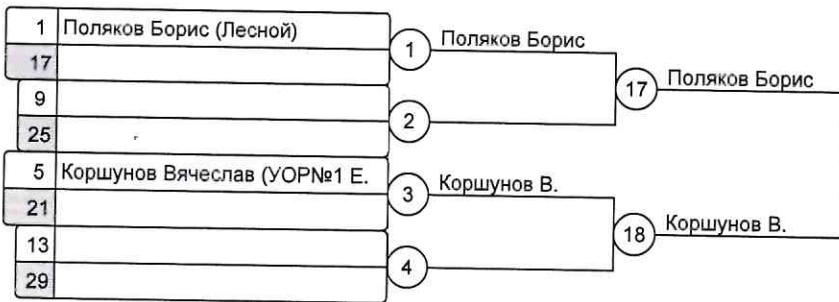 1 Поляков Борис (Лесной)
17
1 Поляков Борис
17 Поляков Борис
9
25
2
5 Коршунов Вячеслав (УОР№1 Е.
21
3 Коршунов В.
18 Коршунов В.
13
29
4